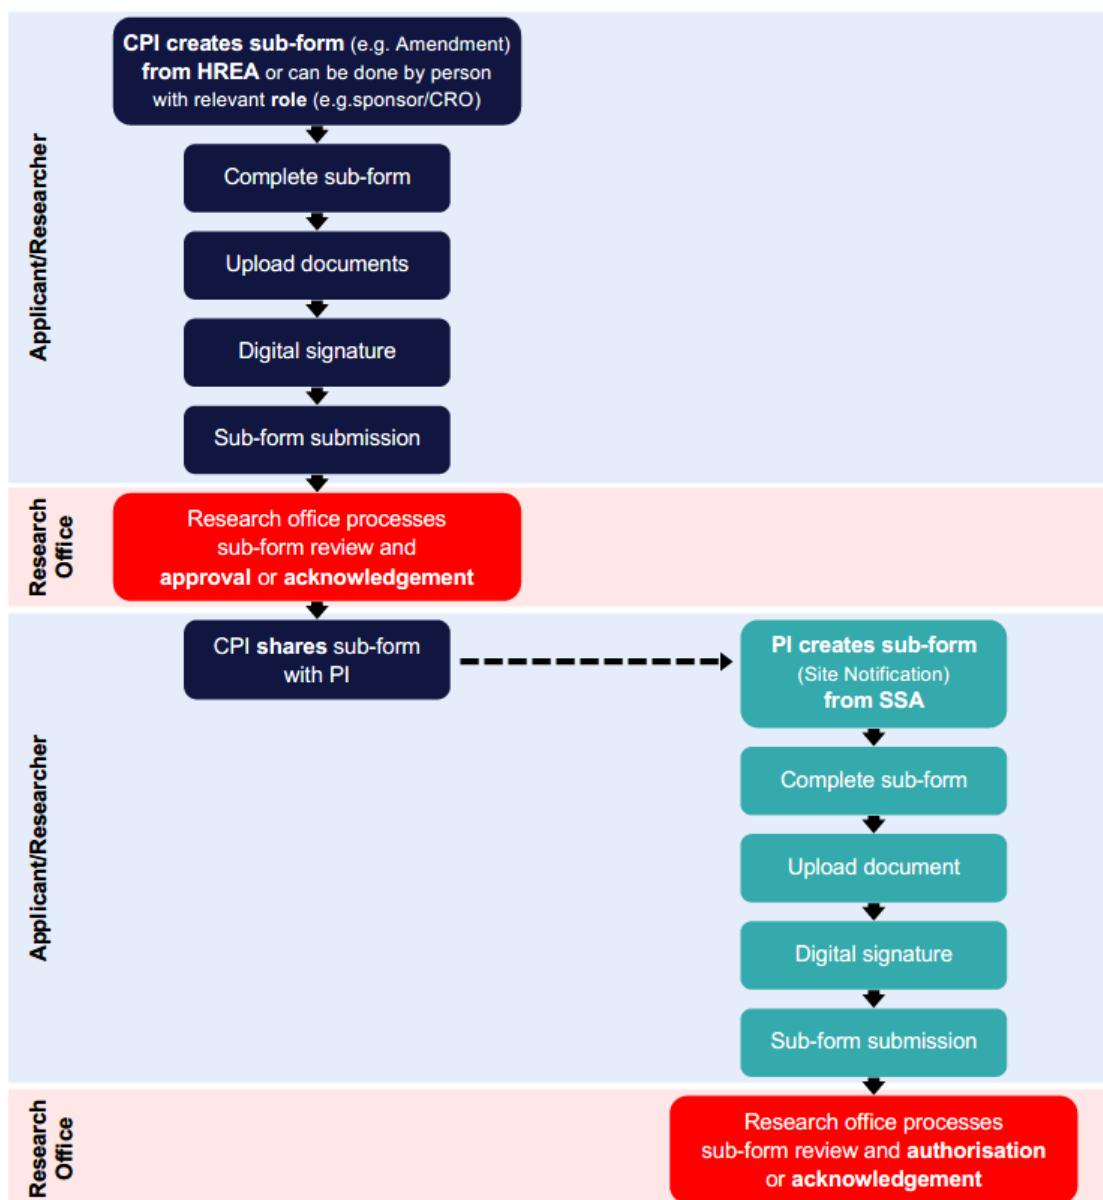 Applicant/Researcher
CPI creates sub-form (e.g. Amendment)
from HREA or can be done by person
with relevant role (e.g.sponsor/CRO)
Complete sub-form
Upload documents
Digital signature
Sub-form submission
Research
Office
Research office processes
sub-form review and
approval or acknowledgement
Applicant/Researcher
CPI shares sub-form
with PI
PI creates sub-form
(Site Notification)
from SSA
Complete sub-form
Upload document
Digital signature
Sub-form submission
Research
Office
Research office processes
sub-form review and authorisation
or acknowledgement